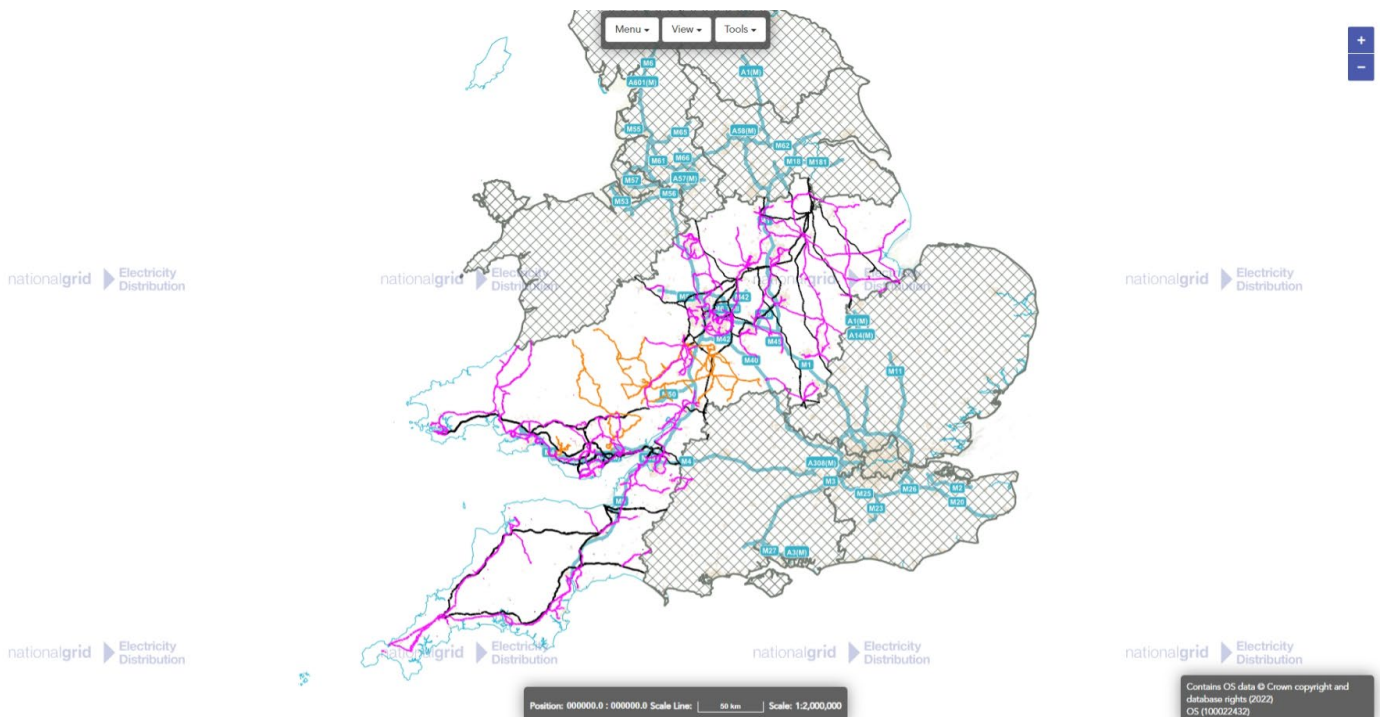 Menu View Tools
+
−
M6
A601(M)
A1(M)
M55
M65
A58(M)
M62
M61
M66
M18 M181
M57
A57(M)
M56
M53
nationalgrid Electricity Distribution
nationalgrid Electricity Distribution
nationalgrid Electricity Distribution
nationalgrid Electricity Distribution
M42
A1(M)
A14(M)
M42
M45
M40
M1
M11
M50
M4
A308(M)
M3
M25
M26
M2
M23
M20
M5
M27
A3(M)
nationalgrid Electricity Distribution
nationalgrid Electricity Distribution
nationalgrid Electricity Distribution
nationalgrid Electricity Distribution
Position: 000000.0 : 000000.0 Scale Line: 50 km Scale: 1:2,000,000
Contains OS data © Crown copyright and
database rights (2022)
OS (100022432)